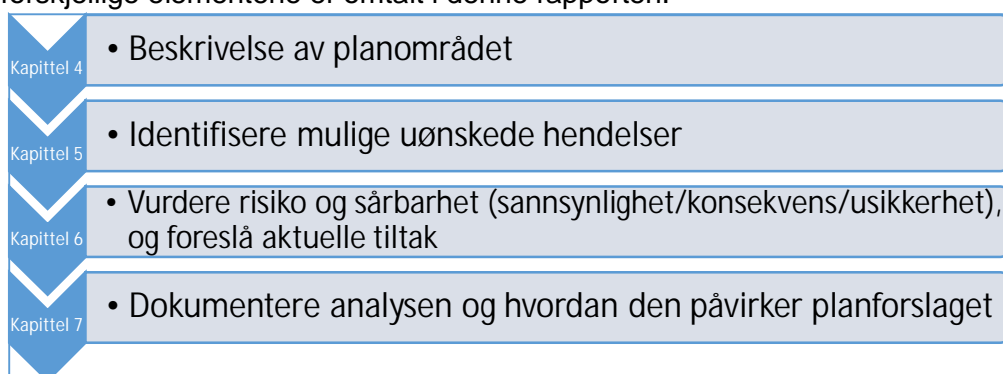 forskjellige elementene er omtalt i denne rapporten.
Kapittel 4
• Beskrivelse av planområdet
Kapittel 5
• Identifisere mulige uønskede hendelser
Kapittel 6
• Vurdere risiko og sårbarhet (sannsynlighet/konsekvens/usikkerhet),
og foreslå aktuelle tiltak
Kapittel 7
• Dokumentere analysen og hvordan den påvirker planforslaget